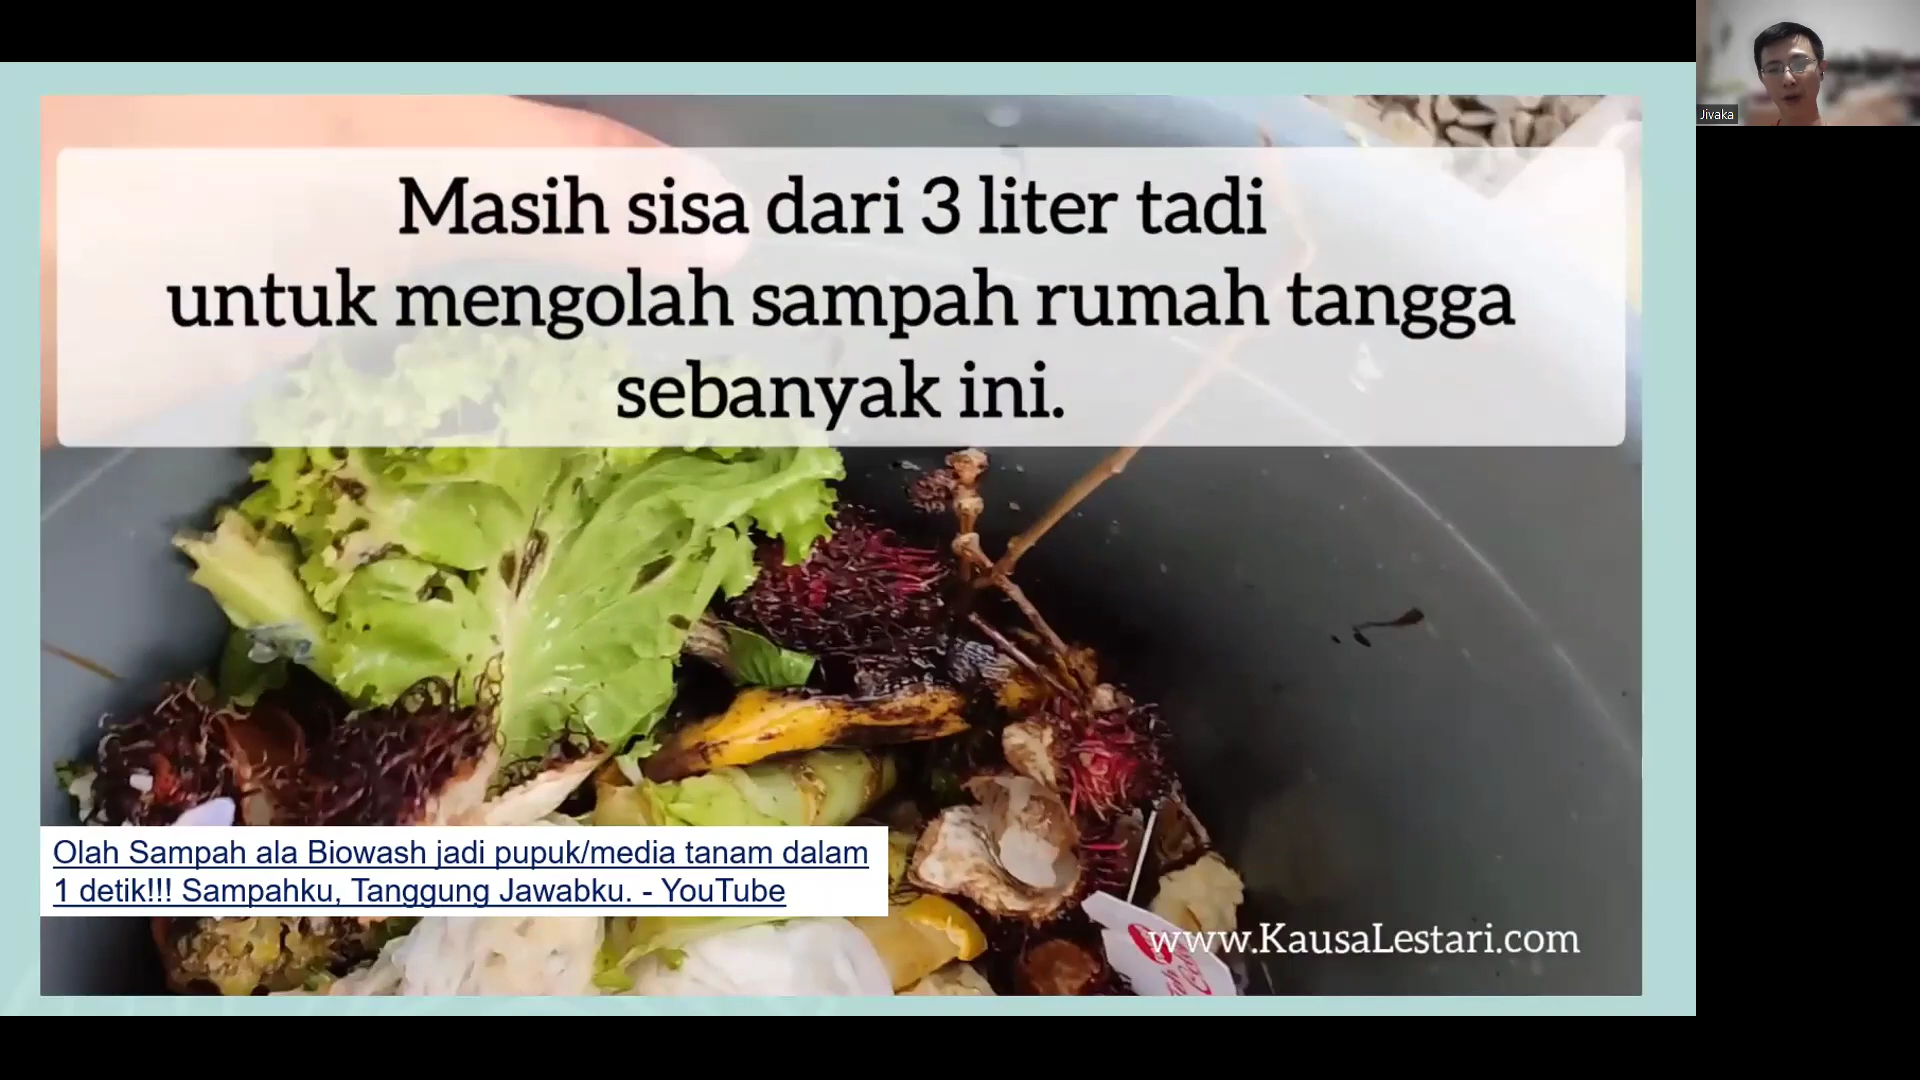 Masih sisa dari 3 liter tadi
untuk mengolah sampah rumah tangga
sebanyak ini.
Jivaka
Olah Sampah ala Biowash jadi pupuk/media tanam dalam
1 detik!!! Sampahku, Tanggung Jawabku. - YouTube
www.KausaLestari.com